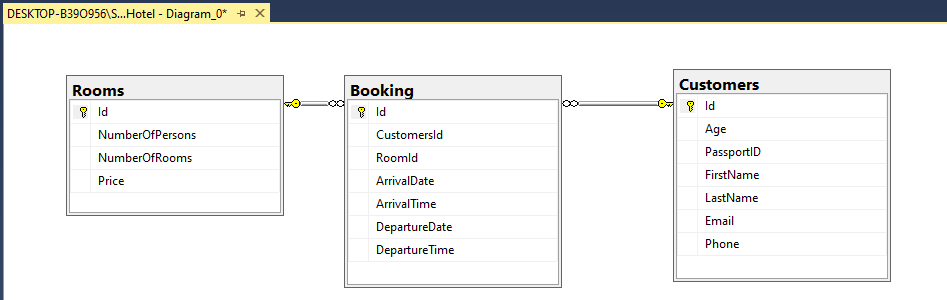 DESKTOP-B39O956\S...Hotel - Diagram_0*
Rooms
Id
NumberOfPersons
NumberOfRooms
Price
Booking
Id
CustomersId
RoomId
ArrivalDate
ArrivalTime
DepartureDate
DepartureTime
Customers
Id
Age
PassportID
FirstName
LastName
Email
Phone